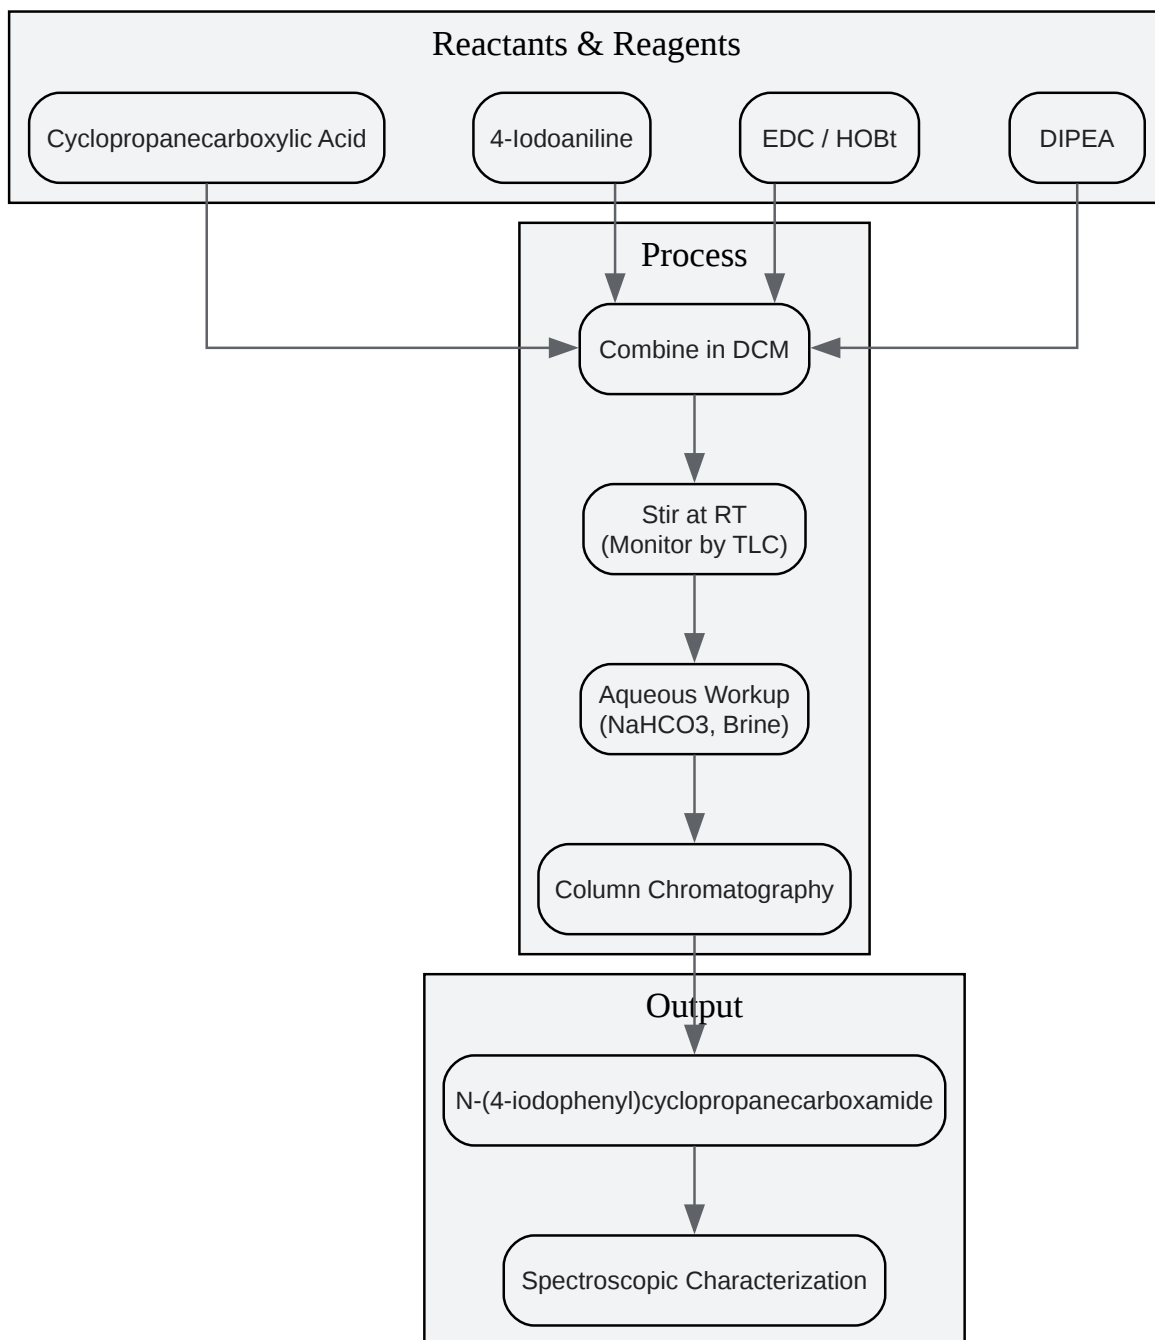 Reactants & Reagents
Cyclopropanecarboxylic Acid
4-Iodoaniline
EDC / HOBt
DIPEA
Process
Combine in DCM
Stir at RT
(Monitor by TLC)
Aqueous Workup
(NaHCO3, Brine)
Column Chromatography
Output
N-(4-iodophenyl)cyclopropanecarboxamide
Spectroscopic Characterization